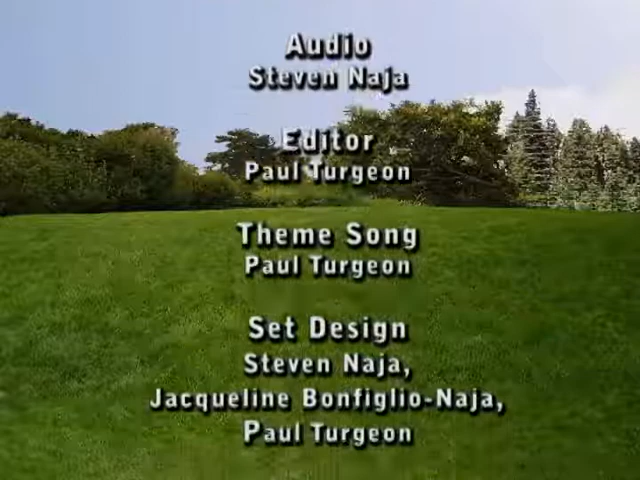 Audio
Steven Naja
Editor
Paul Turgeon
Theme Song
Paul Turgeon
Set Design
Steven Naja,
Jacqueline Bonfiglio-Naja,
Paul Turgeon